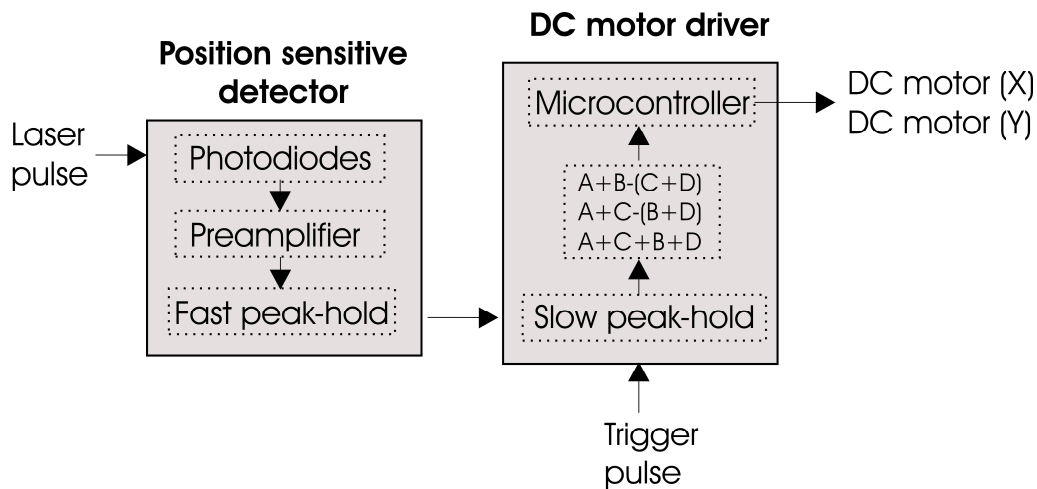 Position sensitive
detector
Laser
pulse
Photodiodes
Preamplifier
Fast peak-hold
DC motor driver
Microcontroller
A+B-(C+D)
A+C-(B+D)
A+C+B+D
Slow peak-hold
DC motor (X)
DC motor (Y)
Trigger
pulse